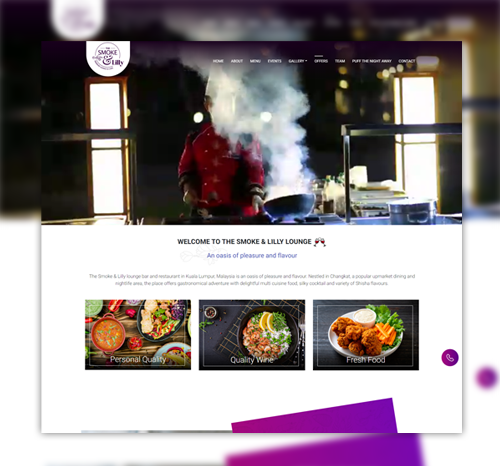 THE
SMOKE
& Lilly
HOME ABOUT MENU EVENTS GALLERY OFFERS TEAM PUFF THE NIGHT AWAY CONTACT
WELCOME TO THE SMOKE & LILLY LOUNGE
An oasis of pleasure and flavour
The Smoke & Lilly lounge bar and restaurant in Kuala Lumpur, Malaysia is an oasis of pleasure and flavour. Nestled in Changkat, a popular upmarket dining and
nightlife area, the place offers gastronomical adventure with delightful multi cuisine food, silky cocktail and variety of Shisha flavours.
Personal Quality
Quality Wine
Fresh Food